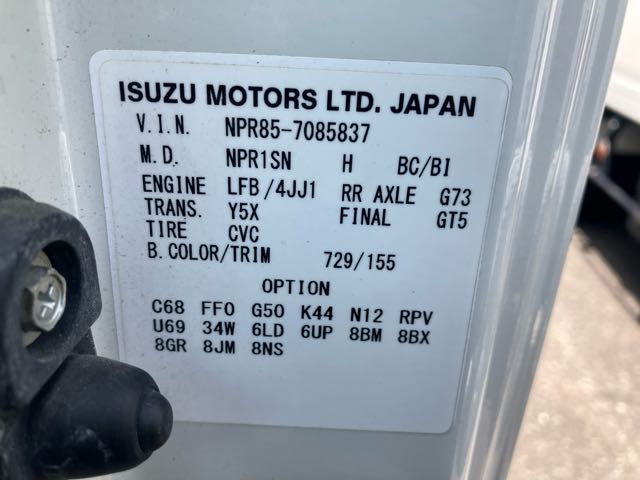 ISUZU MOTORS LTD. JAPAN
V.I.N. NPR85-7085837
M.D. NPR1SN H BC/BI
ENGINE LFB/4JJ1 RR AXLE G73
TRANS. Y5X FINAL GT5
TIRE CVC
B.COLOR/TRIM 729/155
OPTION
C68 FF0 G50 K44 N12 RPV
U69 34W 6LD 6UP 8BM 8BX
8GR 8JM 8NS